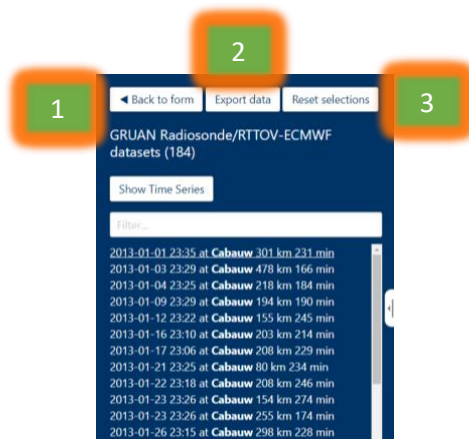 2
1
3
◄ Back to form
Export data
Reset selections
GRUAN Radiosonde/RTTOV-ECMWF
datasets (184)
Show Time Series
Filter...
2013-01-01 23:35 at Cabauw 301 km 231 min
2013-01-03 23:29 at Cabauw 478 km 166 min
2013-01-04 23:25 at Cabauw 218 km 184 min
2013-01-09 23:29 at Cabauw 194 km 190 min
2013-01-12 23:22 at Cabauw 155 km 245 min
2013-01-16 23:10 at Cabauw 203 km 214 min
2013-01-17 23:06 at Cabauw 208 km 229 min
2013-01-21 23:25 at Cabauw 80 km 234 min
2013-01-22 23:18 at Cabauw 208 km 246 min
2013-01-23 23:26 at Cabauw 154 km 274 min
2013-01-23 23:26 at Cabauw 255 km 174 min
2013-01-26 23:15 at Cabauw 298 km 228 min